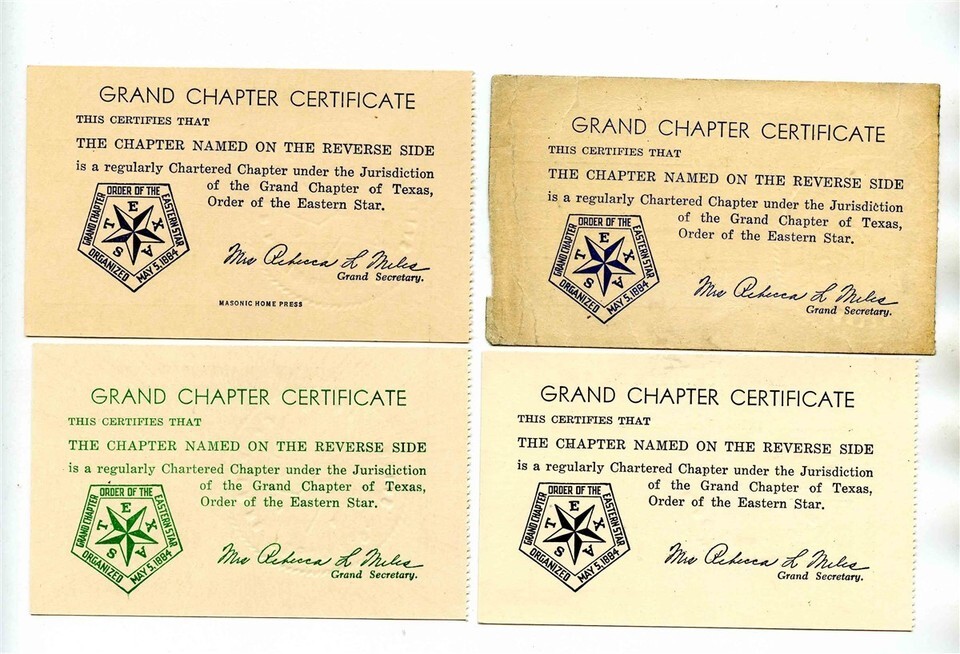 GRAND CHAPTER CERTIFICATE
THIS CERTIFIES THAT
THE CHAPTER NAMED ON THE REVERSE SIDE
is a regularly Chartered Chapter under the Jurisdiction
of the Grand Chapter of Texas,
Order of the Eastern Star.
ORDER OF THE
EASTERN STAR
GRAND CHAPTER
TEXAS
ORGANIZED
MAY 5, 1884
Mrs Rebecca L Miles
Grand Secretary.
MASONIC HOME PRESS
GRAND CHAPTER CERTIFICATE
THIS CERTIFIES THAT
THE CHAPTER NAMED ON THE REVERSE SIDE
is a regularly Chartered Chapter under the Jurisdiction
of the Grand Chapter of Texas,
Order of the Eastern Star.
ORDER OF THE
EASTERN STAR
GRAND CHAPTER
TEXAS
ORGANIZED
MAY 5, 1884
Mrs Rebecca L Miles
Grand Secretary.
GRAND CHAPTER CERTIFICATE
THIS CERTIFIES THAT
THE CHAPTER NAMED ON THE REVERSE SIDE
is a regularly Chartered Chapter under the Jurisdiction
of the Grand Chapter of Texas,
Order of the Eastern Star.
ORDER OF THE
EASTERN STAR
GRAND CHAPTER
TEXAS
ORGANIZED
MAY 5, 1884
Mrs Rebecca L Miles
Grand Secretary.
GRAND CHAPTER CERTIFICATE
THIS CERTIFIES THAT
THE CHAPTER NAMED ON THE REVERSE SIDE
is a regularly Chartered Chapter under the Jurisdiction
of the Grand Chapter of Texas,
Order of the Eastern Star.
ORDER OF THE
EASTERN STAR
GRAND CHAPTER
TEXAS
ORGANIZED
MAY 5, 1884
Mrs Rebecca L Miles
Grand Secretary.